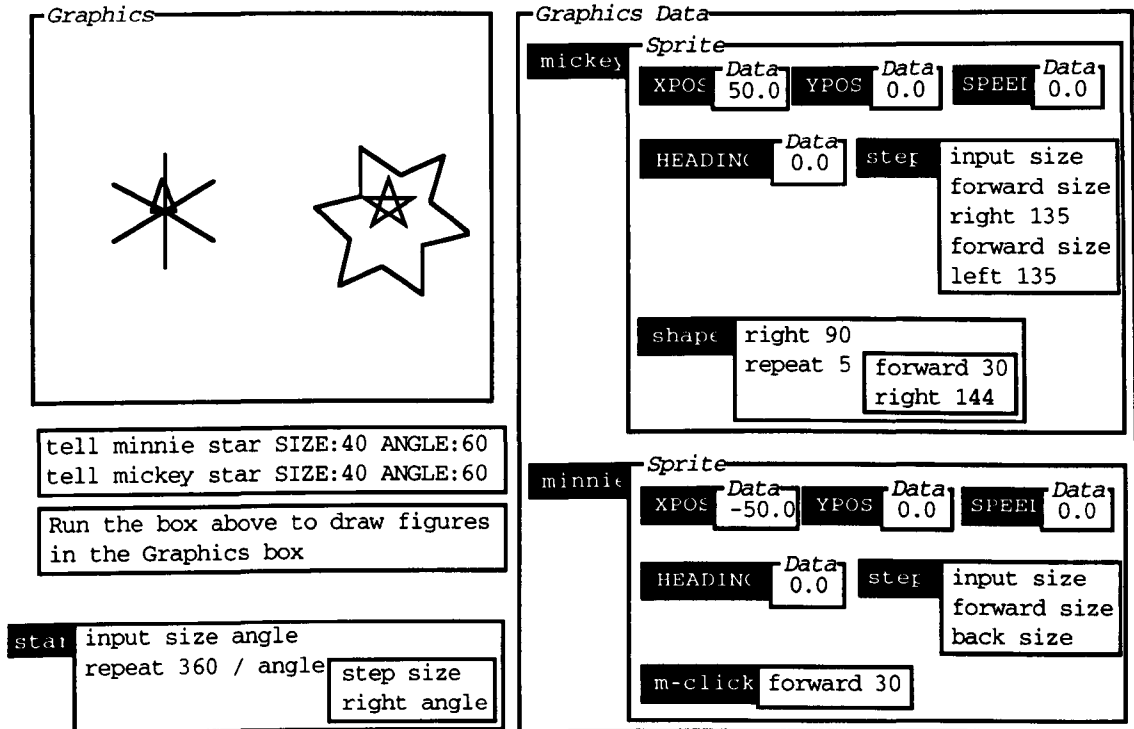 Graphics
tell minnie star SIZE:40 ANGLE:60
tell mickey star SIZE:40 ANGLE:60
Run the box above to draw figures
in the Graphics box
star
input size angle
repeat 360 / angle
step size
right angle
Graphics Data
mickey
Sprite
XPOS Data 50.0 YPOS Data 0.0 SPEED Data 0.0
HEADING Data 0.0
step
input size
forward size
right 135
forward size
left 135
shape
right 90
repeat 5
forward 30
right 144
minnie
Sprite
XPOS Data -50.0 YPOS Data 0.0 SPEED Data 0.0
HEADING Data 0.0
step
input size
forward size
back size
m-click forward 30